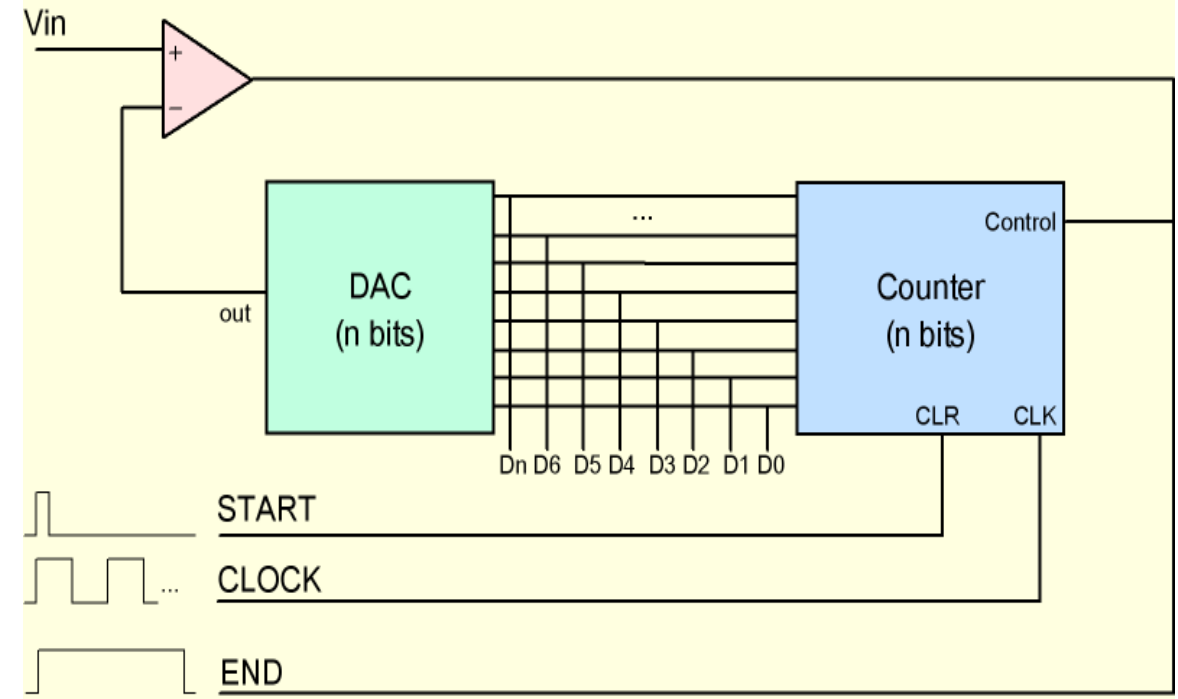 Vin
+
−
...
Control
DAC
(n bits)
Counter
(n bits)
out
CLR CLK
Dn D6 D5 D4 D3 D2 D1 D0
START
CLOCK
...
END